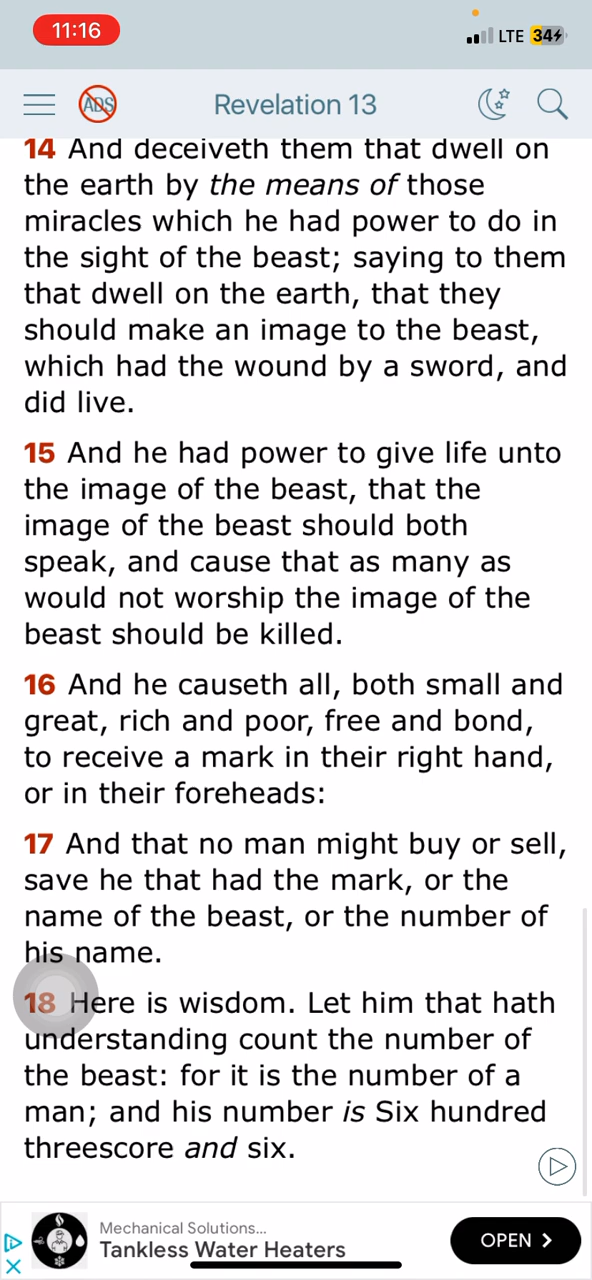 11:16
LTE 34
ADS
Revelation 13
14 And deceiveth them that dwell on
the earth by the means of those
miracles which he had power to do in
the sight of the beast; saying to them
that dwell on the earth, that they
should make an image to the beast,
which had the wound by a sword, and
did live.
15 And he had power to give life unto
the image of the beast, that the
image of the beast should both
speak, and cause that as many as
would not worship the image of the
beast should be killed.
16 And he causeth all, both small and
great, rich and poor, free and bond,
to receive a mark in their right hand,
or in their foreheads:
17 And that no man might buy or sell,
save he that had the mark, or the
name of the beast, or the number of
his name.
18 Here is wisdom. Let him that hath
understanding count the number of
the beast: for it is the number of a
man; and his number is Six hundred
threescore and six.
Mechanical Solutions...
Tankless Water Heaters
OPEN